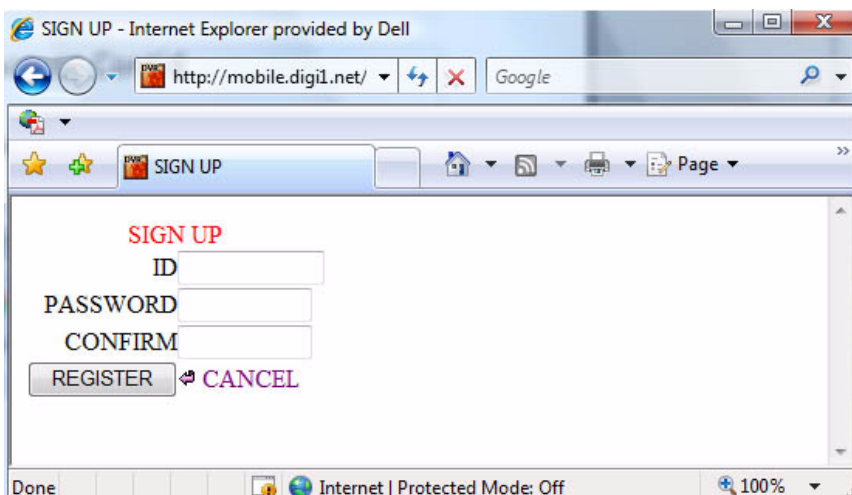 SIGN UP - Internet Explorer provided by Dell
http://mobile.digi1.net/ Google
SIGN UP Page
SIGN UP
ID
PASSWORD
CONFIRM
REGISTER CANCEL
Done Internet | Protected Mode: Off 100%